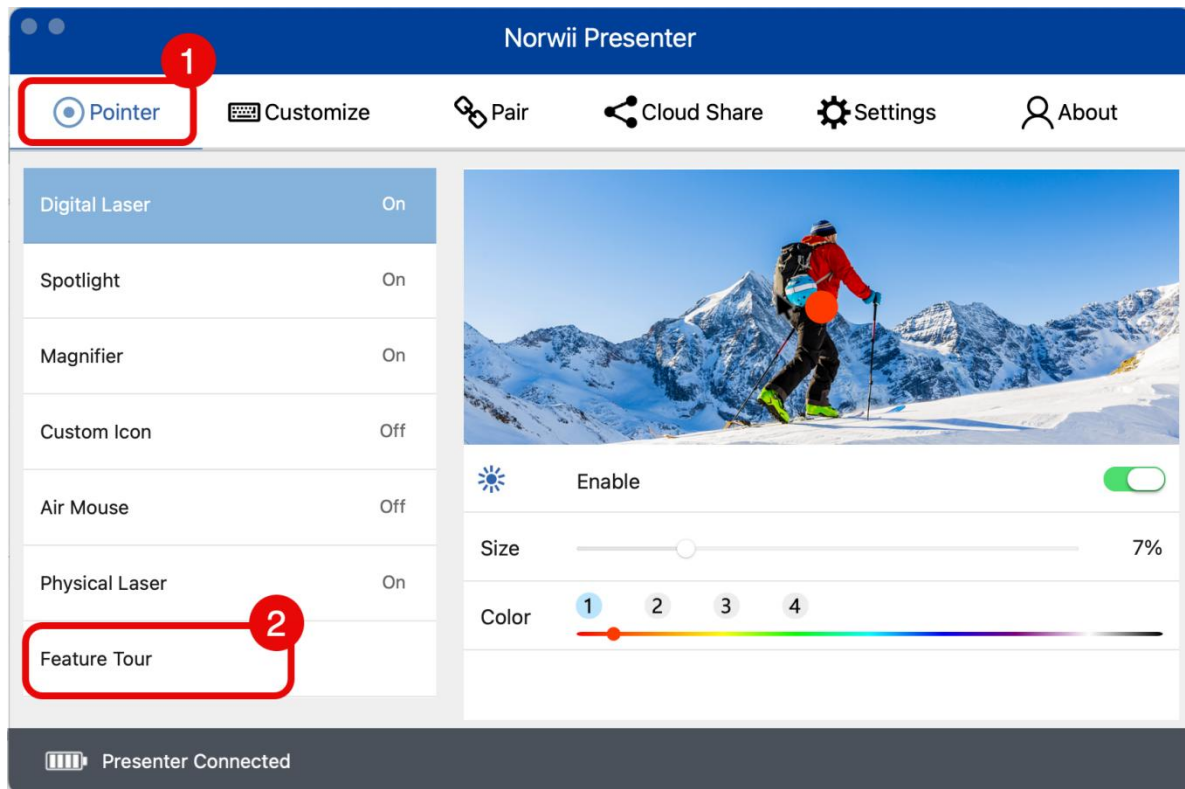 Norwii Presenter
1
Pointer Customize Pair Cloud Share Settings About
Digital Laser On
Spotlight On
Magnifier On
Custom Icon Off
Air Mouse Off
Physical Laser On
2
Feature Tour
Enable
Size 7%
Color 1 2 3 4
Presenter Connected